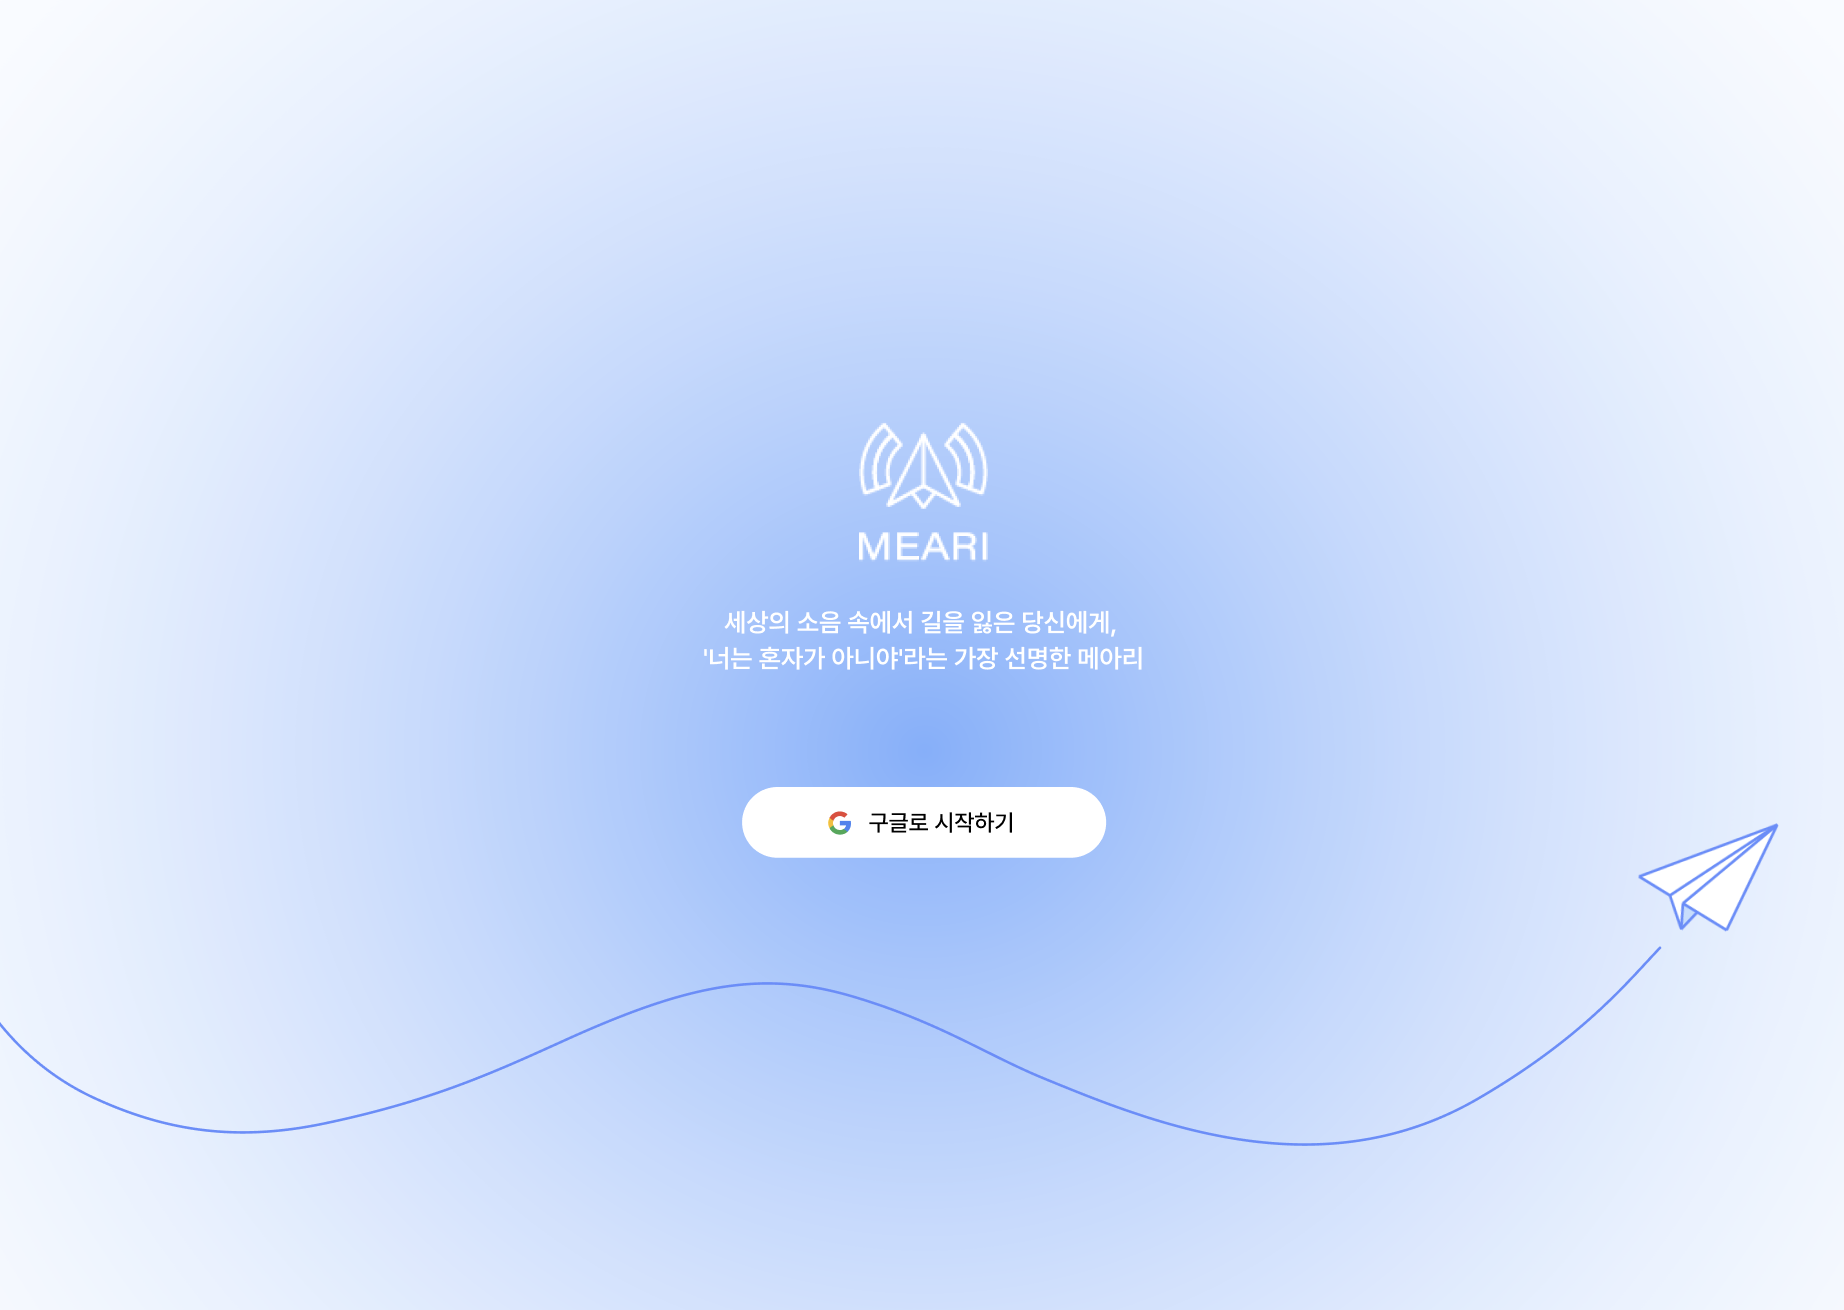 MEARI
세상의 소음 속에서 길을 잃은 당신에게,
'너는 혼자가 아니야'라는 가장 선명한 메아리
구글로 시작하기